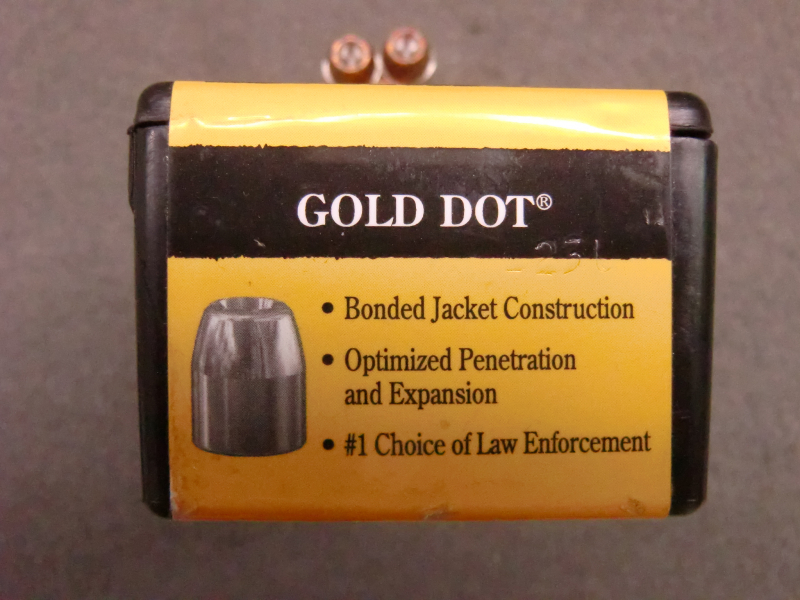 GOLD DOT®
• Bonded Jacket Construction
• Optimized Penetration
and Expansion
• #1 Choice of Law Enforcement